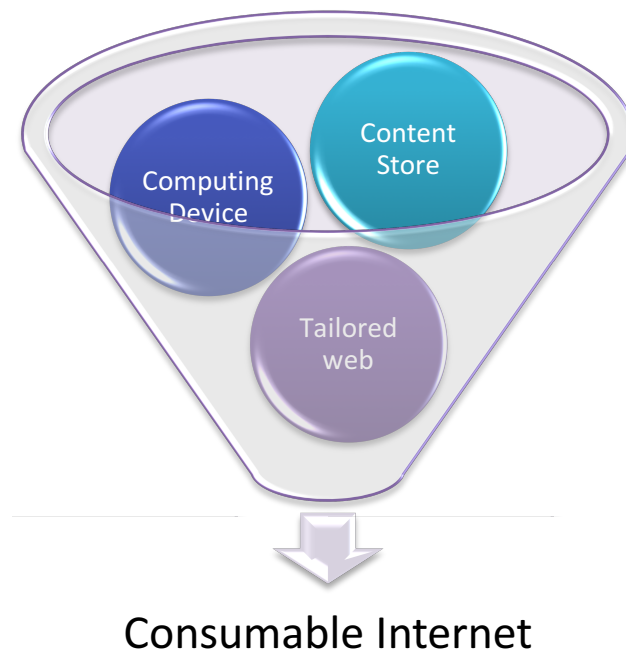 Content
Store
Computing
Device
Tailored
web
Consumable Internet